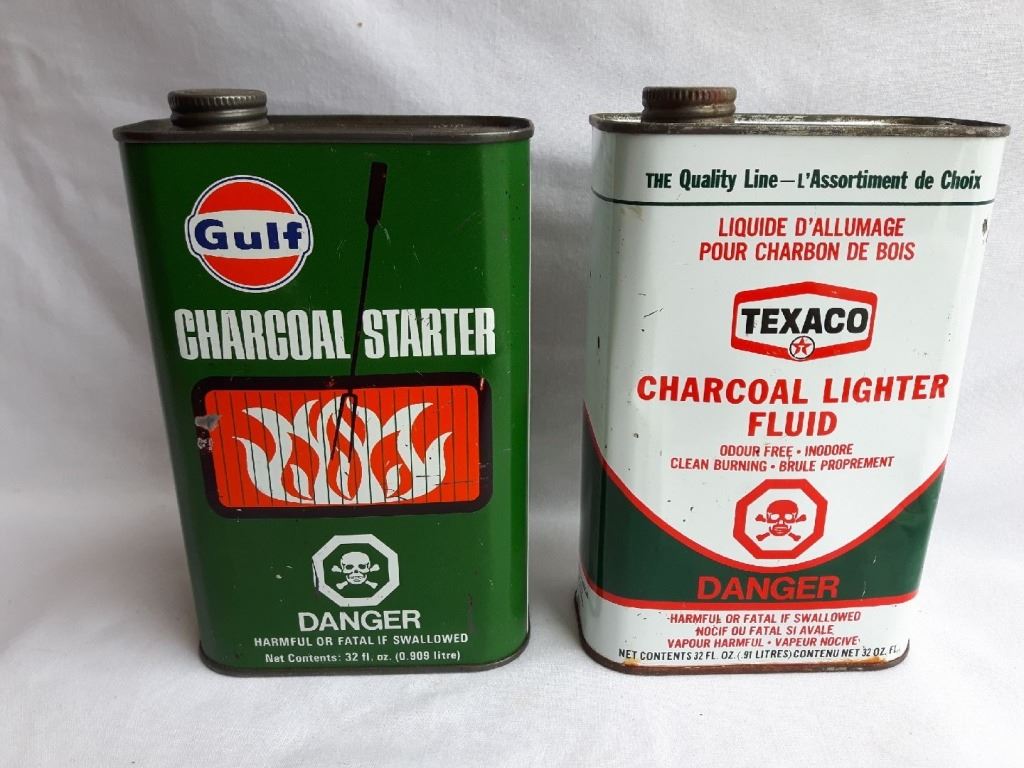 Gulf
CHARCOAL STARTER
DANGER
HARMFUL OR FATAL IF SWALLOWED
Net Contents: 32 fl. oz. (0.909 litre)
THE Quality Line—L'Assortiment de Choix
LIQUIDE D'ALLUMAGE
POUR CHARBON DE BOIS
TEXACO
T
CHARCOAL LIGHTER
FLUID
ODOUR FREE • INODORE
CLEAN BURNING • BRULE PROPREMENT
DANGER
HARMFUL OR FATAL IF SWALLOWED
NOCIF OU FATAL SI AVALE
VAPOUR HARMFUL • VAPEUR NOCIVE
NET CONTENTS 32 FL. OZ. (.91 LITRES) CONTENU NET 32 OZ. FL.